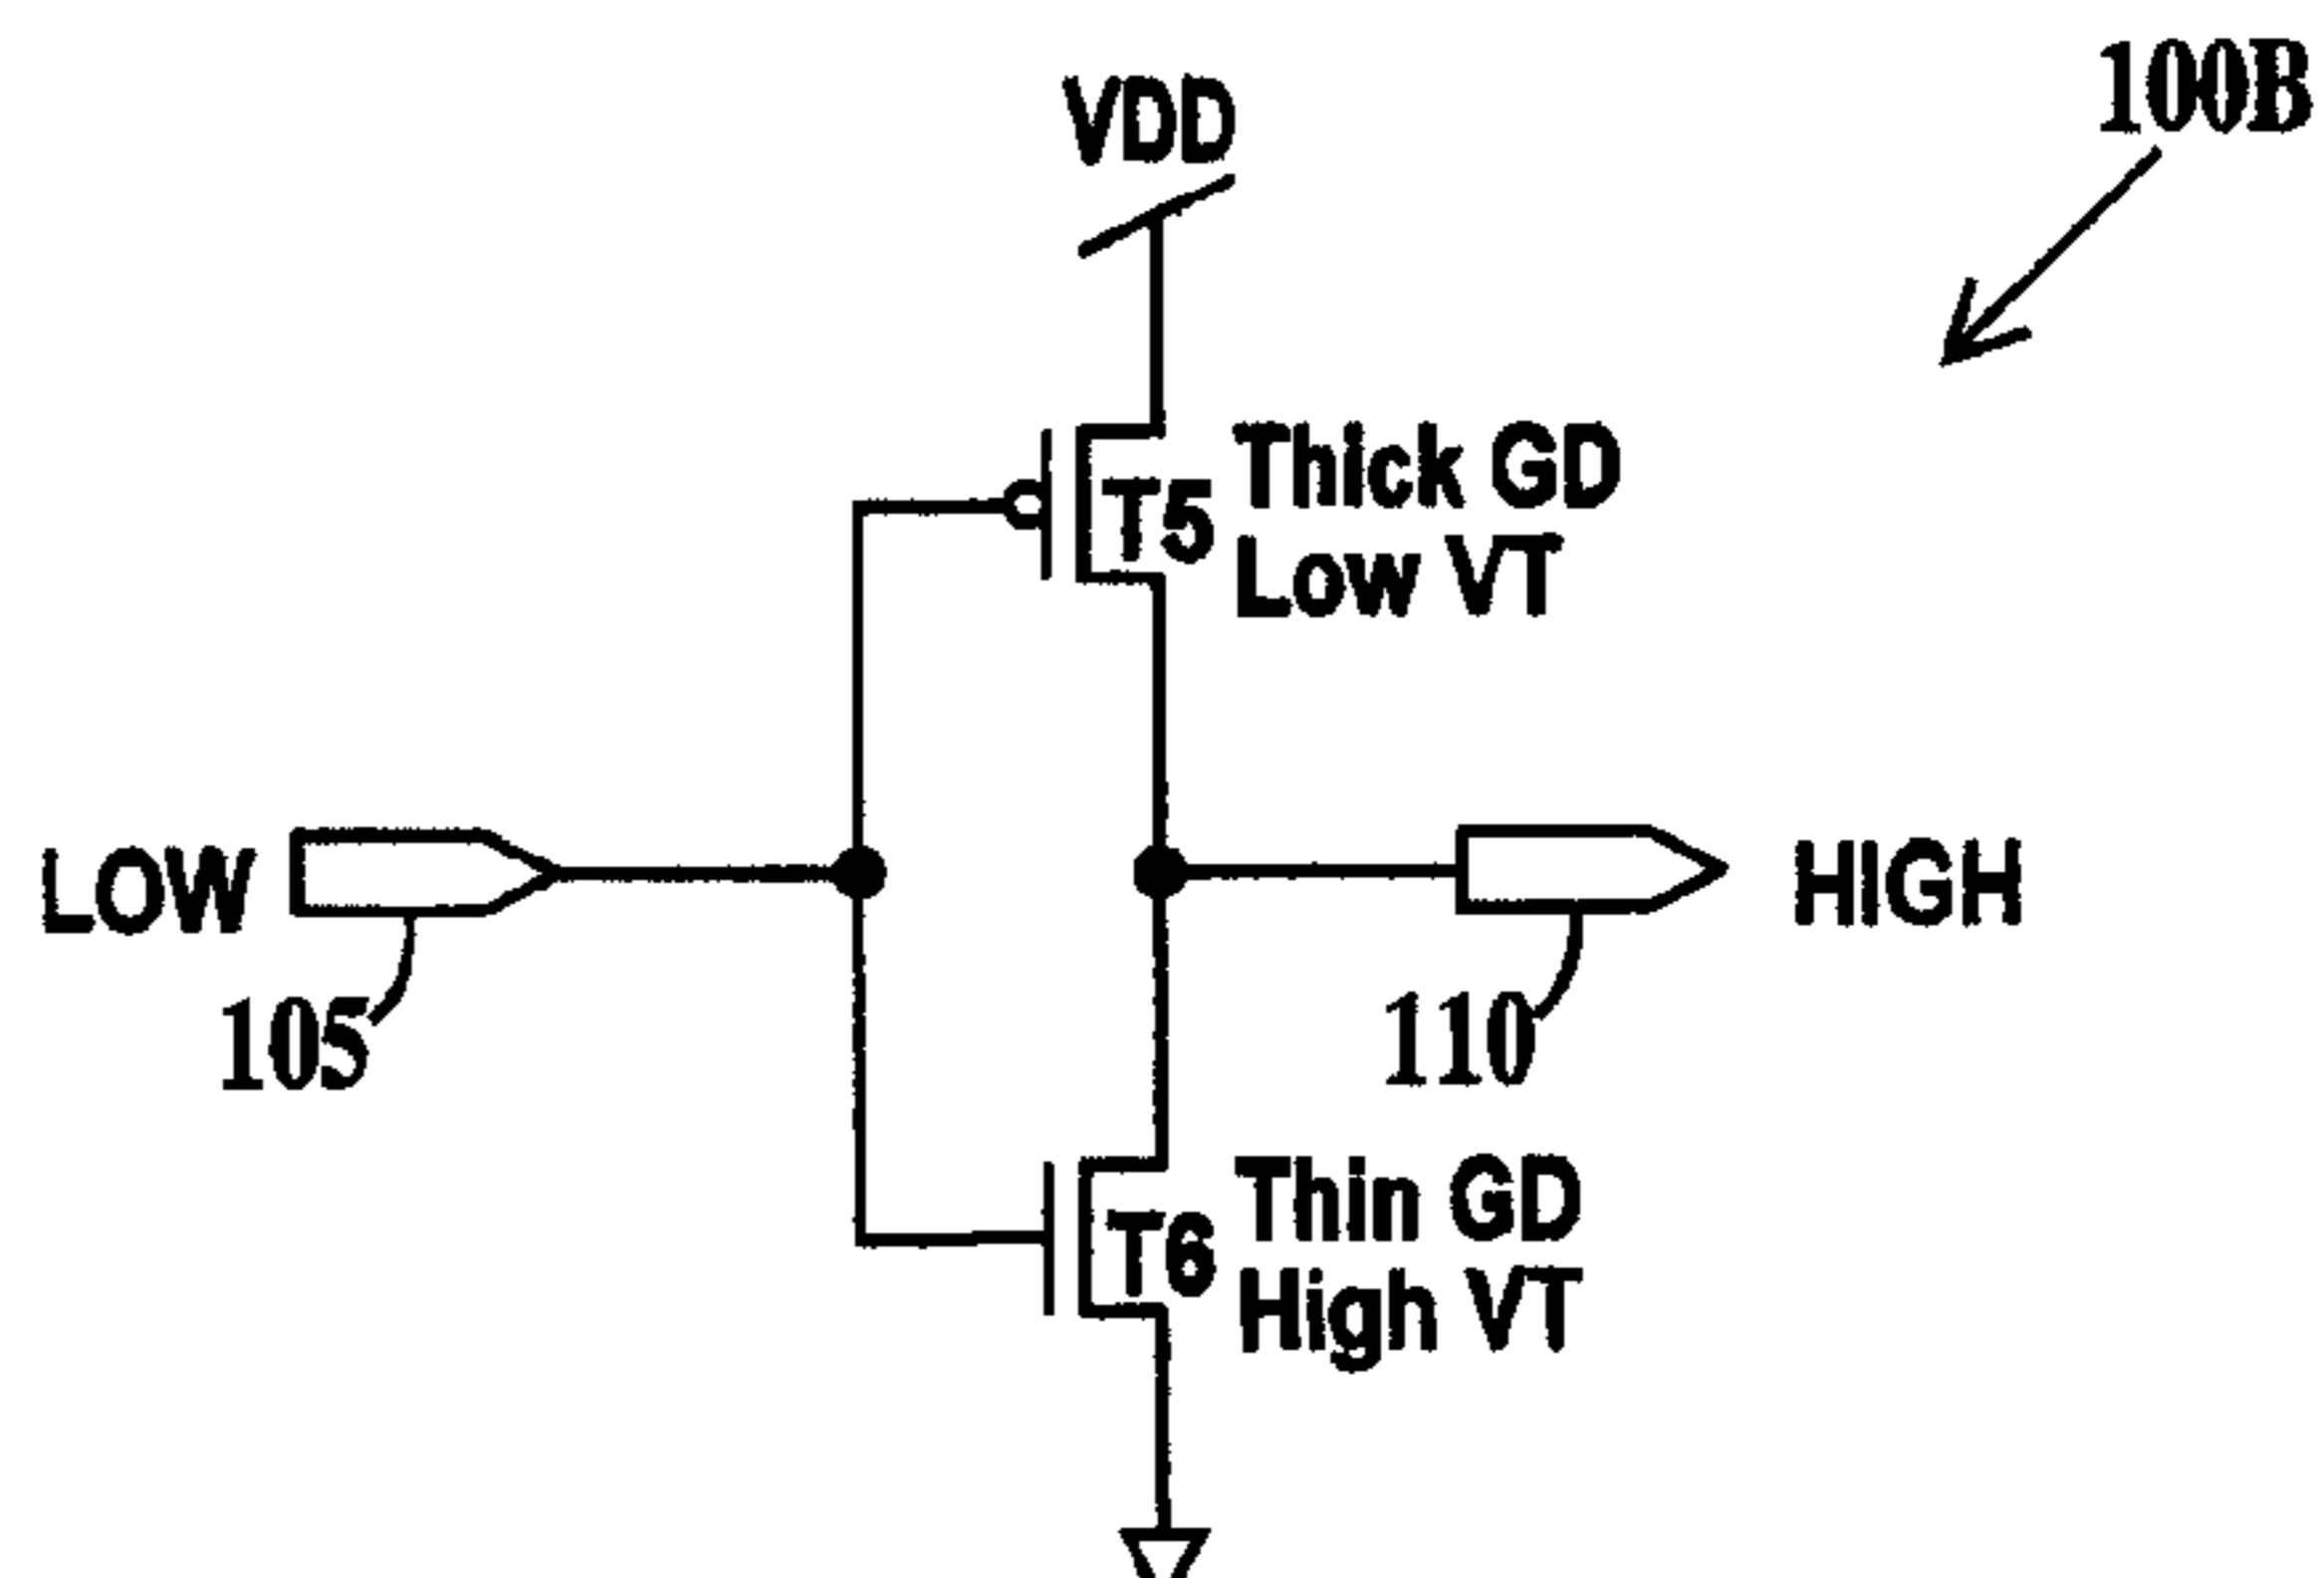 100B
VDD
Thick GD
T5
Low VT
LOW
HIGH
105
110
Thin GD
T6
High VT